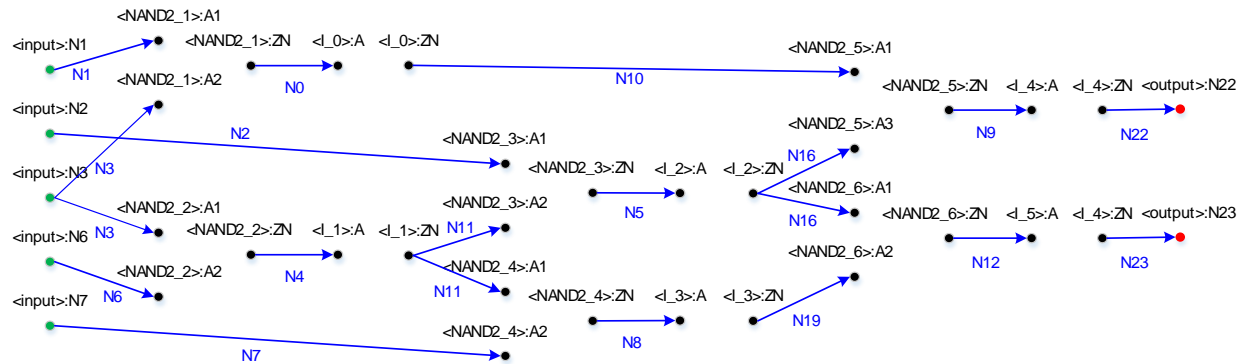 <NAND2_1>:A1
<input>:N1
<NAND2_1>:ZN
<I_0>:A
<I_0>:ZN
<NAND2_5>:A1
N1
<NAND2_1>:A2
N0
N10
<NAND2_5>:ZN
<I_4>:A
<I_4>:ZN
<output>:N22
<input>:N2
N2
<NAND2_3>:A1
<NAND2_5>:A3
N9
N22
N3
<input>:N3
<NAND2_3>:ZN
<I_2>:A
<I_2>:ZN
N16
<NAND2_6>:A1
N3
<NAND2_2>:A1
<NAND2_3>:A2
N5
N16
<NAND2_2>:ZN
<I_1>:A
<I_1>:ZN
N11
<NAND2_6>:ZN
<I_5>:A
<I_4>:ZN
<output>:N23
<input>:N6
<NAND2_2>:A2
N4
N11
<NAND2_4>:A1
<NAND2_6>:A2
N12
N23
N6
<input>:N7
<NAND2_4>:ZN
<I_3>:A
<I_3>:ZN
N7
<NAND2_4>:A2
N8
N19